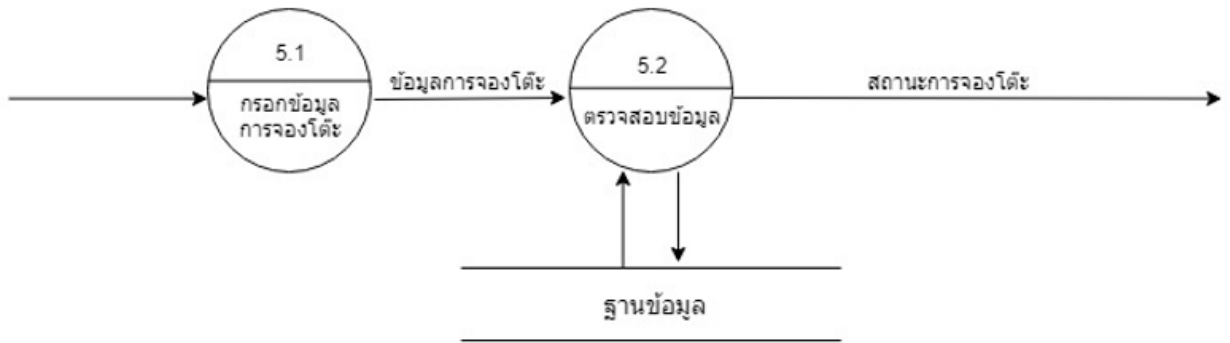 5.1
กรอกข้อมูล
การจองโต๊ะ
ข้อมูลการจองโต๊ะ
5.2
ตรวจสอบข้อมูล
สถานะการจองโต๊ะ
ฐานข้อมูล